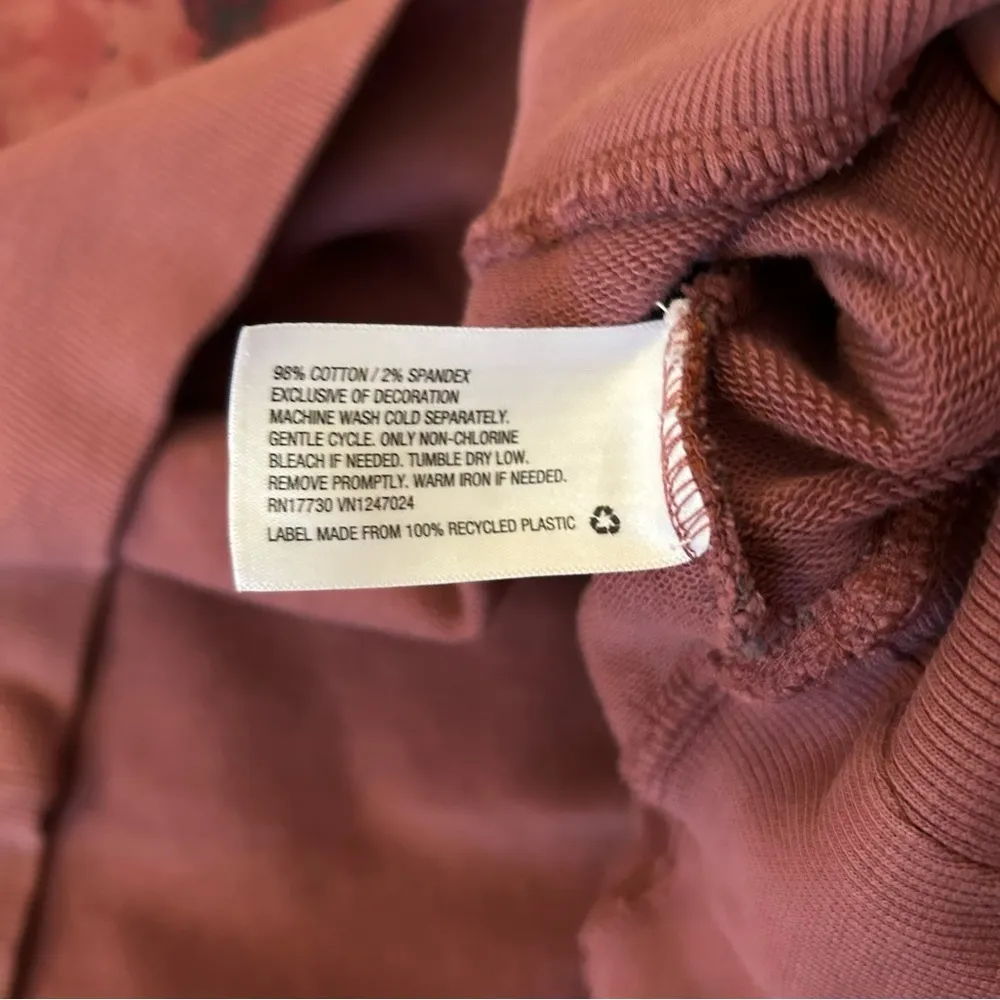 98% COTTON / 2% SPANDEX
EXCLUSIVE OF DECORATION
MACHINE WASH COLD SEPARATELY.
GENTLE CYCLE. ONLY NON-CHLORINE
BLEACH IF NEEDED. TUMBLE DRY LOW.
REMOVE PROMPTLY. WARM IRON IF NEEDED.
RN17730 VN1247024
LABEL MADE FROM 100% RECYCLED PLASTIC